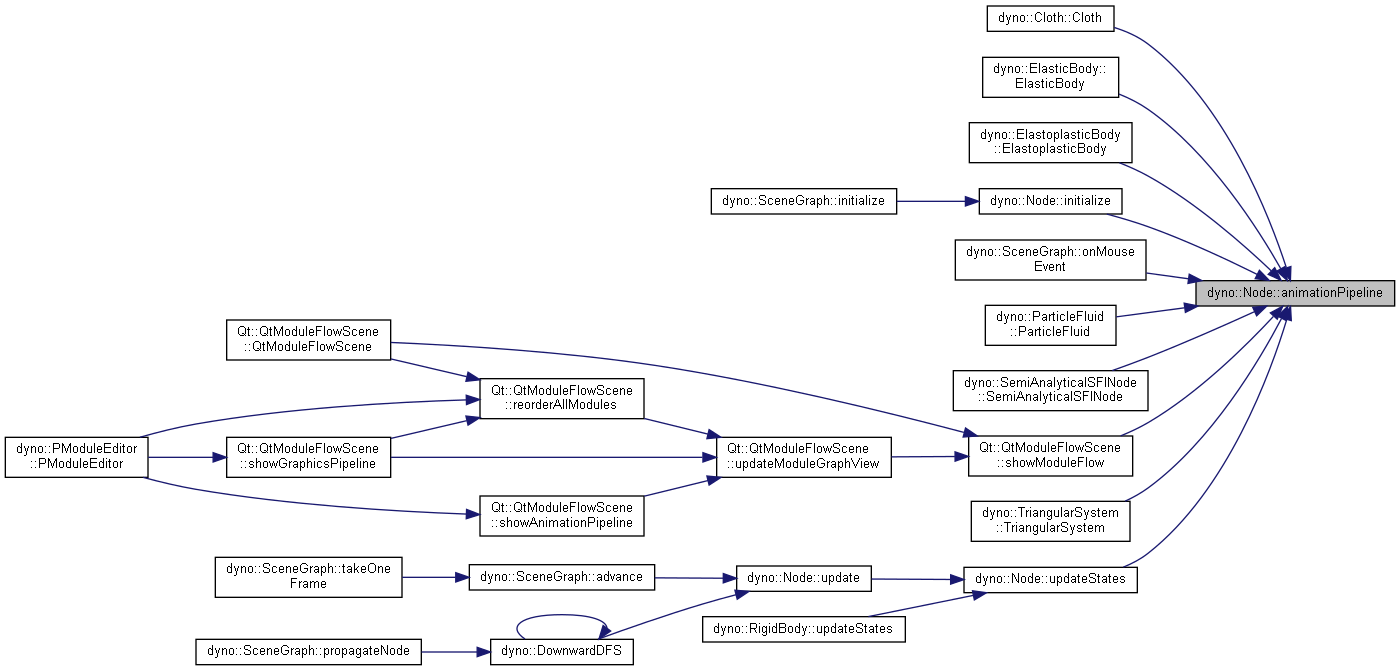 dyno::Cloth::Cloth
dyno::ElasticBody::
ElasticBody
dyno::ElastoplasticBody
::ElastoplasticBody
dyno::SceneGraph::initialize
dyno::Node::initialize
dyno::SceneGraph::onMouse
Event
dyno::Node::animationPipeline
dyno::ParticleFluid
::ParticleFluid
Qt::QtModuleFlowScene
::QtModuleFlowScene
dyno::SemiAnalyticalSFINode
::SemiAnalyticalSFINode
Qt::QtModuleFlowScene
::reorderAllModules
dyno::PModuleEditor
::PModuleEditor
Qt::QtModuleFlowScene
::showGraphicsPipeline
Qt::QtModuleFlowScene
::updateModuleGraphView
Qt::QtModuleFlowScene
::showModuleFlow
Qt::QtModuleFlowScene
::showAnimationPipeline
dyno::TriangularSystem
::TriangularSystem
dyno::SceneGraph::takeOne
Frame
dyno::SceneGraph::advance
dyno::Node::update
dyno::Node::updateStates
dyno::RigidBody::updateStates
dyno::SceneGraph::propagateNode
dyno::DownwardDFS